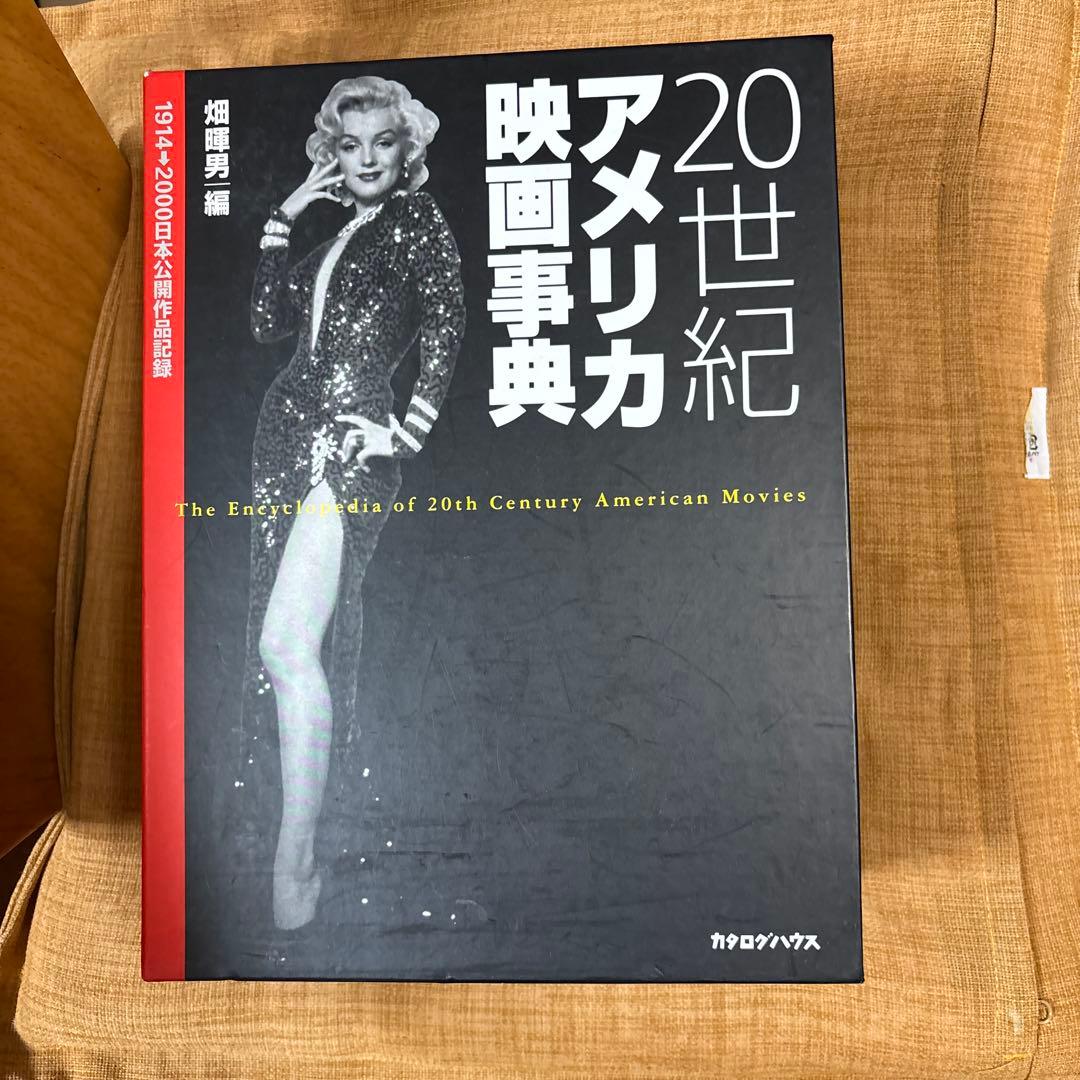 20世紀
アメリカ
映画事典
畑暉男|編
1914➡2000日本公開作品記録
The Encyclopedia of 20th Century American Movies
カタログハウス